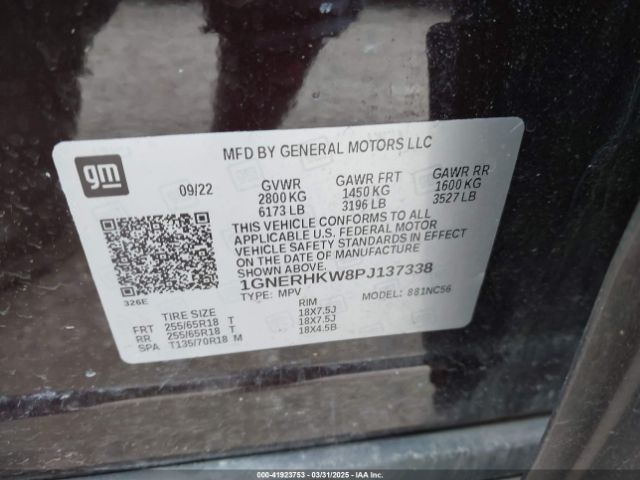 gm
MFD BY GENERAL MOTORS LLC
09/22
GVWR
2800 KG
6173 LB
GAWR FRT
1450 KG
3196 LB
GAWR RR
1600 KG
3527 LB
THIS VEHICLE CONFORMS TO ALL
APPLICABLE U.S. FEDERAL MOTOR
VEHICLE SAFETY STANDARDS IN EFFECT
ON THE DATE OF MANUFACTURE
SHOWN ABOVE
1GNERHKW8PJ137338
326E
TYPE: MPV
MODEL: 881NC56
TIRE SIZE RIM
FRT 255/65R18 T 18X7.5J
RR 255/65R18 T 18X7.5J
SPA T135/70R18 M 18X4.5B
000-41923753 - 03/31/2025 - IAA Inc.